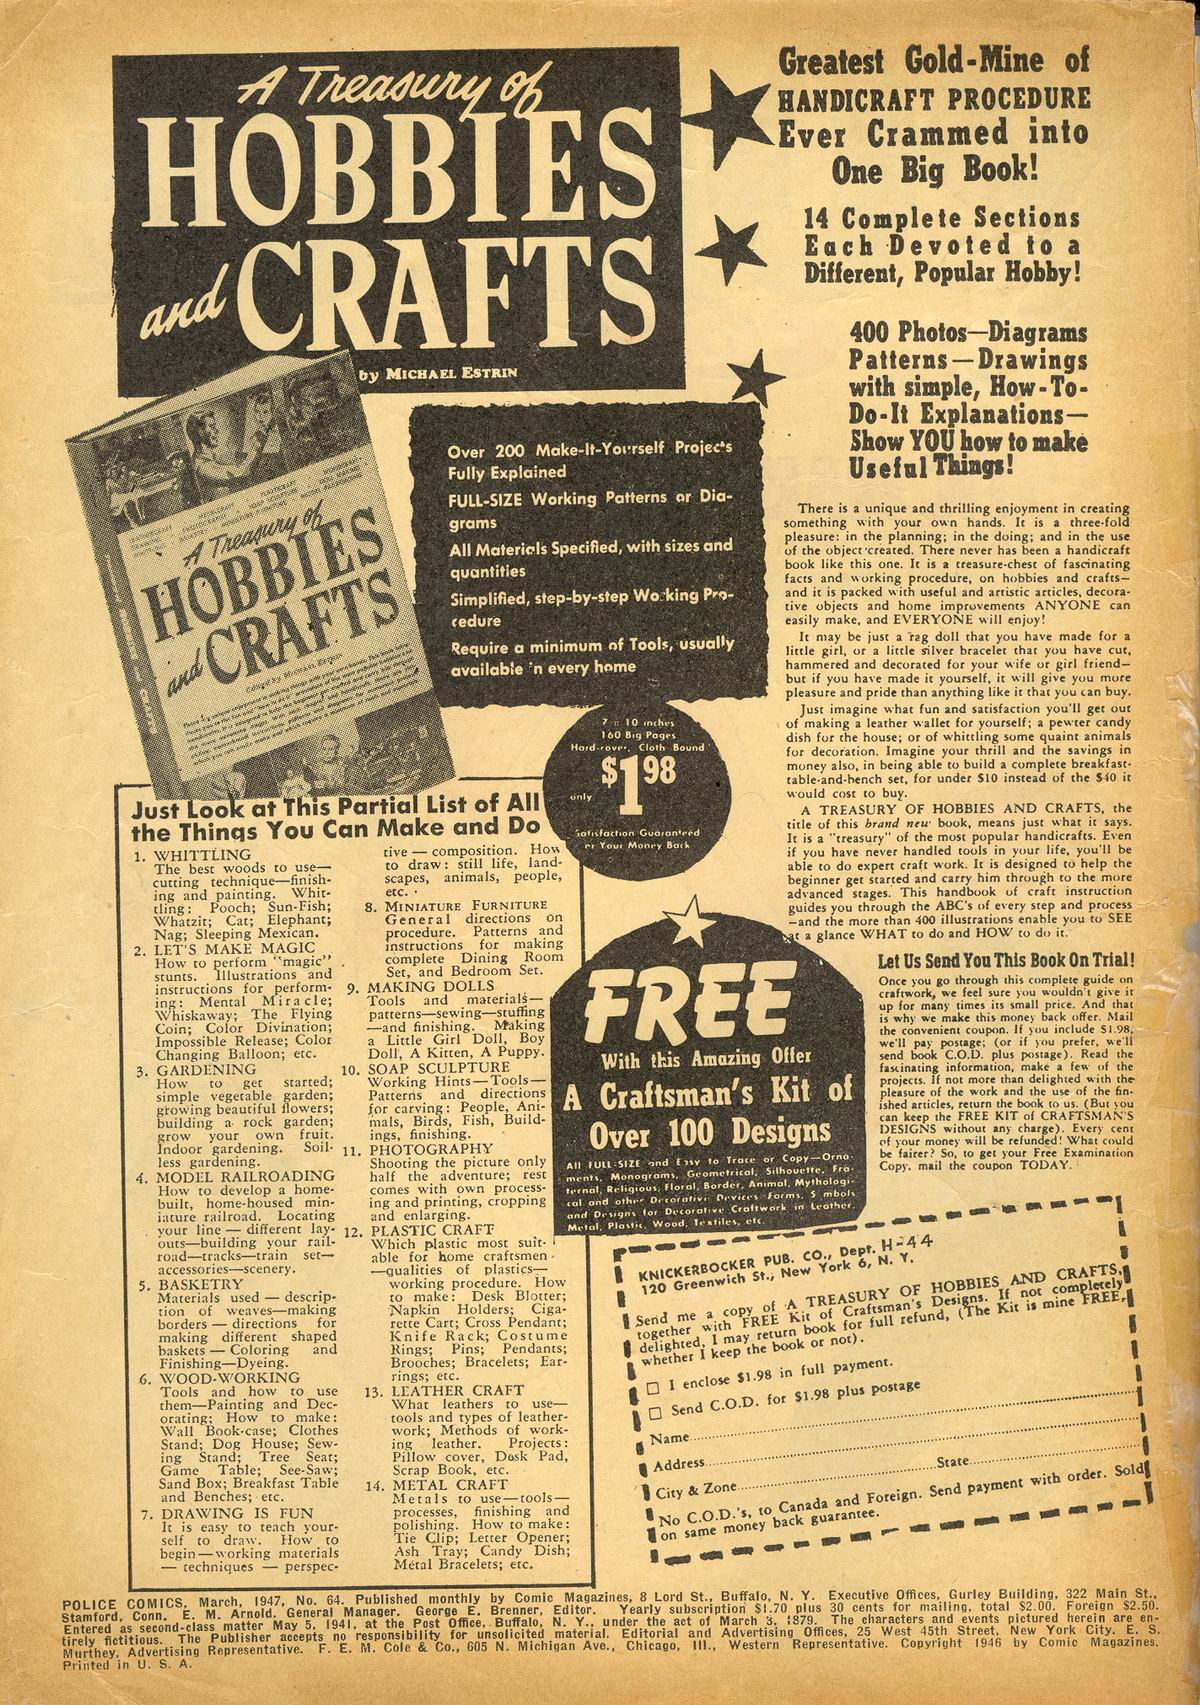 A Treasury of
HOBBIES
and CRAFTS
by MICHAEL ESTRIN
Greatest Gold-Mine of
HANDICRAFT PROCEDURE
Ever Crammed into
One Big Book!
14 Complete Sections
Each Devoted to a
Different, Popular Hobby!
400 Photos—Diagrams
Patterns—Drawings
with simple, How-To-
Do-It Explanations—
Show YOU how to make
Useful Things!
A Treasury of
HOBBIES
and CRAFTS
Edited by Michael Estrin
Over 200 Make-It-Yourself Projects
Fully Explained
FULL-SIZE Working Patterns or Dia-
grams
All Materials Specified, with sizes and
quantities
Simplified, step-by-step Working Pro-
cedure
Require a minimum of Tools, usually
available in every home
7 x 10 inches
160 Big Pages
Hard-cover, Cloth Bound
only $1.98
Satisfaction Guaranteed
or Your Money Back
There is a unique and thrilling enjoyment in creating
something with your own hands. It is a three-fold
pleasure: in the planning; in the doing; and in the use
of the object created. There never has been a handicraft
book like this one. It is a treasure-chest of fascinating
facts and working procedure, on hobbies and crafts—
and it is packed with useful and artistic articles, decora-
tive objects and home improvements ANYONE can
easily make, and EVERYONE will enjoy!
It may be just a rag doll that you have made for a
little girl, or a little silver bracelet that you have cut,
hammered and decorated for your wife or girl friend—
but if you have made it yourself, it will give you more
pleasure and pride than anything like it that you can buy.
Just imagine what fun and satisfaction you'll get out
of making a leather wallet for yourself; a pewter candy
dish for the house; or of whittling some quaint animals
for decoration. Imagine your thrill and the savings in
money also, in being able to build a complete breakfast-
table-and-bench set, for under $10 instead of the $40 it
would cost to buy.
A TREASURY OF HOBBIES AND CRAFTS, the
title of this brand new book, means just what it says.
It is a "treasury" of the most popular handicrafts. Even
if you have never handled tools in your life, you'll be
able to do expert craft work. It is designed to help the
beginner get started and carry him through to the more
advanced stages. This handbook of craft instruction
guides you through the ABC's of every step and process
—and the more than 400 illustrations enable you to SEE
at a glance WHAT to do and HOW to do it.
Just Look at This Partial List of All
the Things You Can Make and Do
1. WHITTLING
The best woods to use—
cutting technique—finish-
ing and painting. Whit-
tling: Pooch; Sun-Fish;
Whatzit; Cat; Elephant;
Nag; Sleeping Mexican.
2. LET'S MAKE MAGIC
How to perform "magic"
stunts. Illustrations and
instructions for perform-
ing: Mental Miracle;
Whiskaway; The Flying
Coin; Color Divination;
Impossible Release; Color
Changing Balloon; etc.
3. GARDENING
How to get started;
simple vegetable garden;
growing beautiful flowers;
building a rock garden;
grow your own fruit.
Indoor gardening. Soil-
less gardening.
4. MODEL RAILROADING
How to develop a home-
built, home-housed min-
iature railroad. Locating
your line — different lay-
outs—building your rail-
road—tracks—train set—
accessories—scenery.
5. BASKETRY
Materials used — descrip-
tion of weaves—making
borders — directions for
making different shaped
baskets — Coloring and
Finishing—Dyeing.
6. WOOD-WORKING
Tools and how to use
them—Painting and Dec-
orating; How to make:
Wall Book-case; Clothes
Stand; Dog House; Sew-
ing Stand; Tree Seat;
Game Table; See-Saw;
Sand Box; Breakfast Table
and Benches; etc.
7. DRAWING IS FUN
It is easy to teach your-
self to draw. How to
begin—working materials
— techniques — perspec-
tive — composition. How
to draw: still life, land-
scapes, animals, people,
etc.
8. MINIATURE FURNITURE
General directions on
procedure. Patterns and
instructions for making
complete Dining Room
Set, and Bedroom Set.
9. MAKING DOLLS
Tools and materials—
patterns—sewing—stuffing
—and finishing. Making
a Little Girl Doll, Boy
Doll, A Kitten, A Puppy.
10. SOAP SCULPTURE
Working Hints—Tools—
Patterns and directions
for carving: People, Ani-
mals, Birds, Fish, Build-
ings, finishing.
11. PHOTOGRAPHY
Shooting the picture only
half the adventure; rest
comes with own process-
ing and printing, cropping
and enlarging.
12. PLASTIC CRAFT
Which plastic most suit-
able for home craftsmen
—qualities of plastics—
working procedure. How
to make: Desk Blotter;
Napkin Holders; Ciga-
rette Cart; Cross Pendant;
Knife Rack; Costume
Rings; Pins; Pendants;
Brooches; Bracelets; Ear-
rings; etc.
13. LEATHER CRAFT
What leathers to use—
tools and types of leather-
work; Methods of work-
ing leather. Projects:
Pillow cover, Desk Pad,
Scrap Book, etc.
14. METAL CRAFT
Metals to use—tools—
processes, finishing and
polishing. How to make:
Tie Clip; Letter Opener;
Ash Tray; Candy Dish;
Metal Bracelets; etc.
FREE
With this Amazing Offer
A Craftsman's Kit of
Over 100 Designs
All FULL-SIZE and Easy to Trace or Copy—Orna-
ments, Monograms, Geometrical, Silhouette, Fra-
ternal, Religious, Floral, Border, Animal, Mythologi-
cal and other Decorative Devices, Forms, Symbols
and Designs for Decorative Craftwork in Leather,
Metal, Plastic, Wood, Textiles, etc.
Let Us Send You This Book On Trial!
Once you go through this complete guide on
craftwork, we feel sure you wouldn't give it
up for many times its small price. And that
is why we make this money back offer. Mail
the convenient coupon. If you include $1.98,
we'll pay postage; (or if you prefer, we'll
send book C.O.D. plus postage). Read the
fascinating information, make a few of the
projects. If not more than delighted with the
pleasure of the work and the use of the fin-
ished articles, return the book to us. (But you
can keep the FREE KIT of CRAFTSMAN'S
DESIGNS without any charge). Every cent
of your money will be refunded! What could
be fairer? So, to get your Free Examination
Copy, mail the coupon TODAY.
KNICKERBOCKER PUB. CO., Dept. H-44
120 Greenwich St., New York 6, N. Y.
Send me a copy of A TREASURY OF HOBBIES AND CRAFTS,
together with FREE Kit of Craftsman's Designs. If not completely
delighted, I may return book for full refund, (The Kit is mine FREE,
whether I keep the book or not).
I enclose $1.98 in full payment.
Send C.O.D. for $1.98 plus postage
Name
Address
City & Zone State
No C.O.D.'s, to Canada and Foreign. Send payment with order. Sold
on same money back guarantee.
POLICE COMICS, March, 1947, No. 64. Published monthly by Comic Magazines, 8 Lord St., Buffalo, N. Y. Executive Offices, Gurley Building, 322 Main St.,
Stamford, Conn. E. M. Arnold, General Manager. George E. Brenner, Editor. Yearly subscription $1.70 plus 30 cents for mailing, total $2.00. Foreign $2.50.
Entered as second-class matter May 5, 1941, at the Post Office, Buffalo, N. Y., under the act of March 3, 1879. The characters and events pictured herein are en-
tirely fictitious. The Publisher accepts no responsibility for unsolicited material. Editorial and Advertising Offices, 25 West 45th Street, New York City. E. S.
Murthey, Advertising Representative. F. E. M. Cole & Co., 605 N. Michigan Ave., Chicago, Ill., Western Representative. Copyright 1946 by Comic Magazines.
Printed in U. S. A.